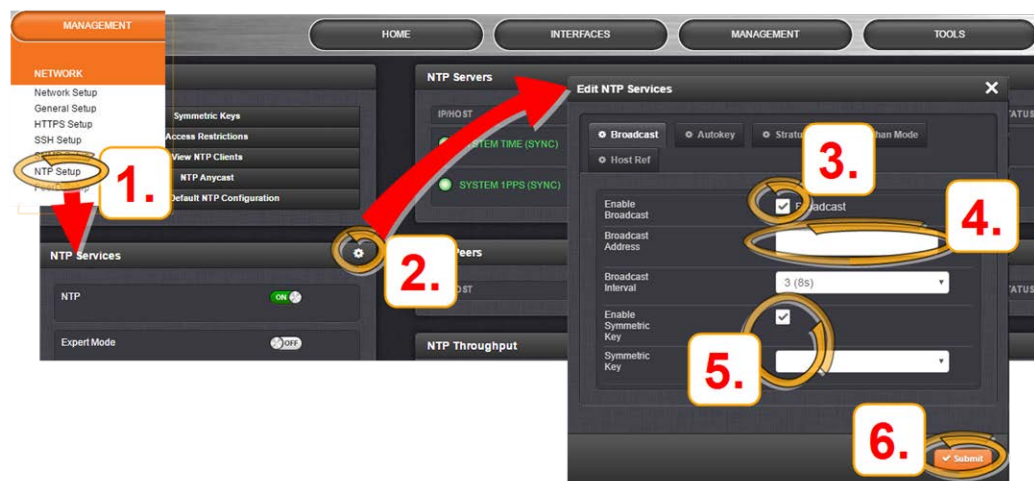 MANAGEMENT
HOME
INTERFACES
MANAGEMENT
TOOLS
NETWORK
Network Setup
General Setup
HTTPS Setup
SSH Setup
NTP Setup
1.
Symmetric Keys
Access Restrictions
View NTP Clients
NTP Anycast
Default NTP Configuration
NTP Servers
IP/HOST
SYSTEM TIME (SYNC)
SYSTEM 1PPS (SYNC)
NTP Services
2.
NTP
ON
Expert Mode
OFF
Peers
NTP Throughput
Edit NTP Services
Broadcast
Autokey
Mode
Host Ref
3.
Enable
Broadcast
Broadcast
Broadcast
Address
4.
Broadcast
Interval
3 (8s)
Enable
Symmetric
Key
Symmetric
Key
5.
6.
Submit